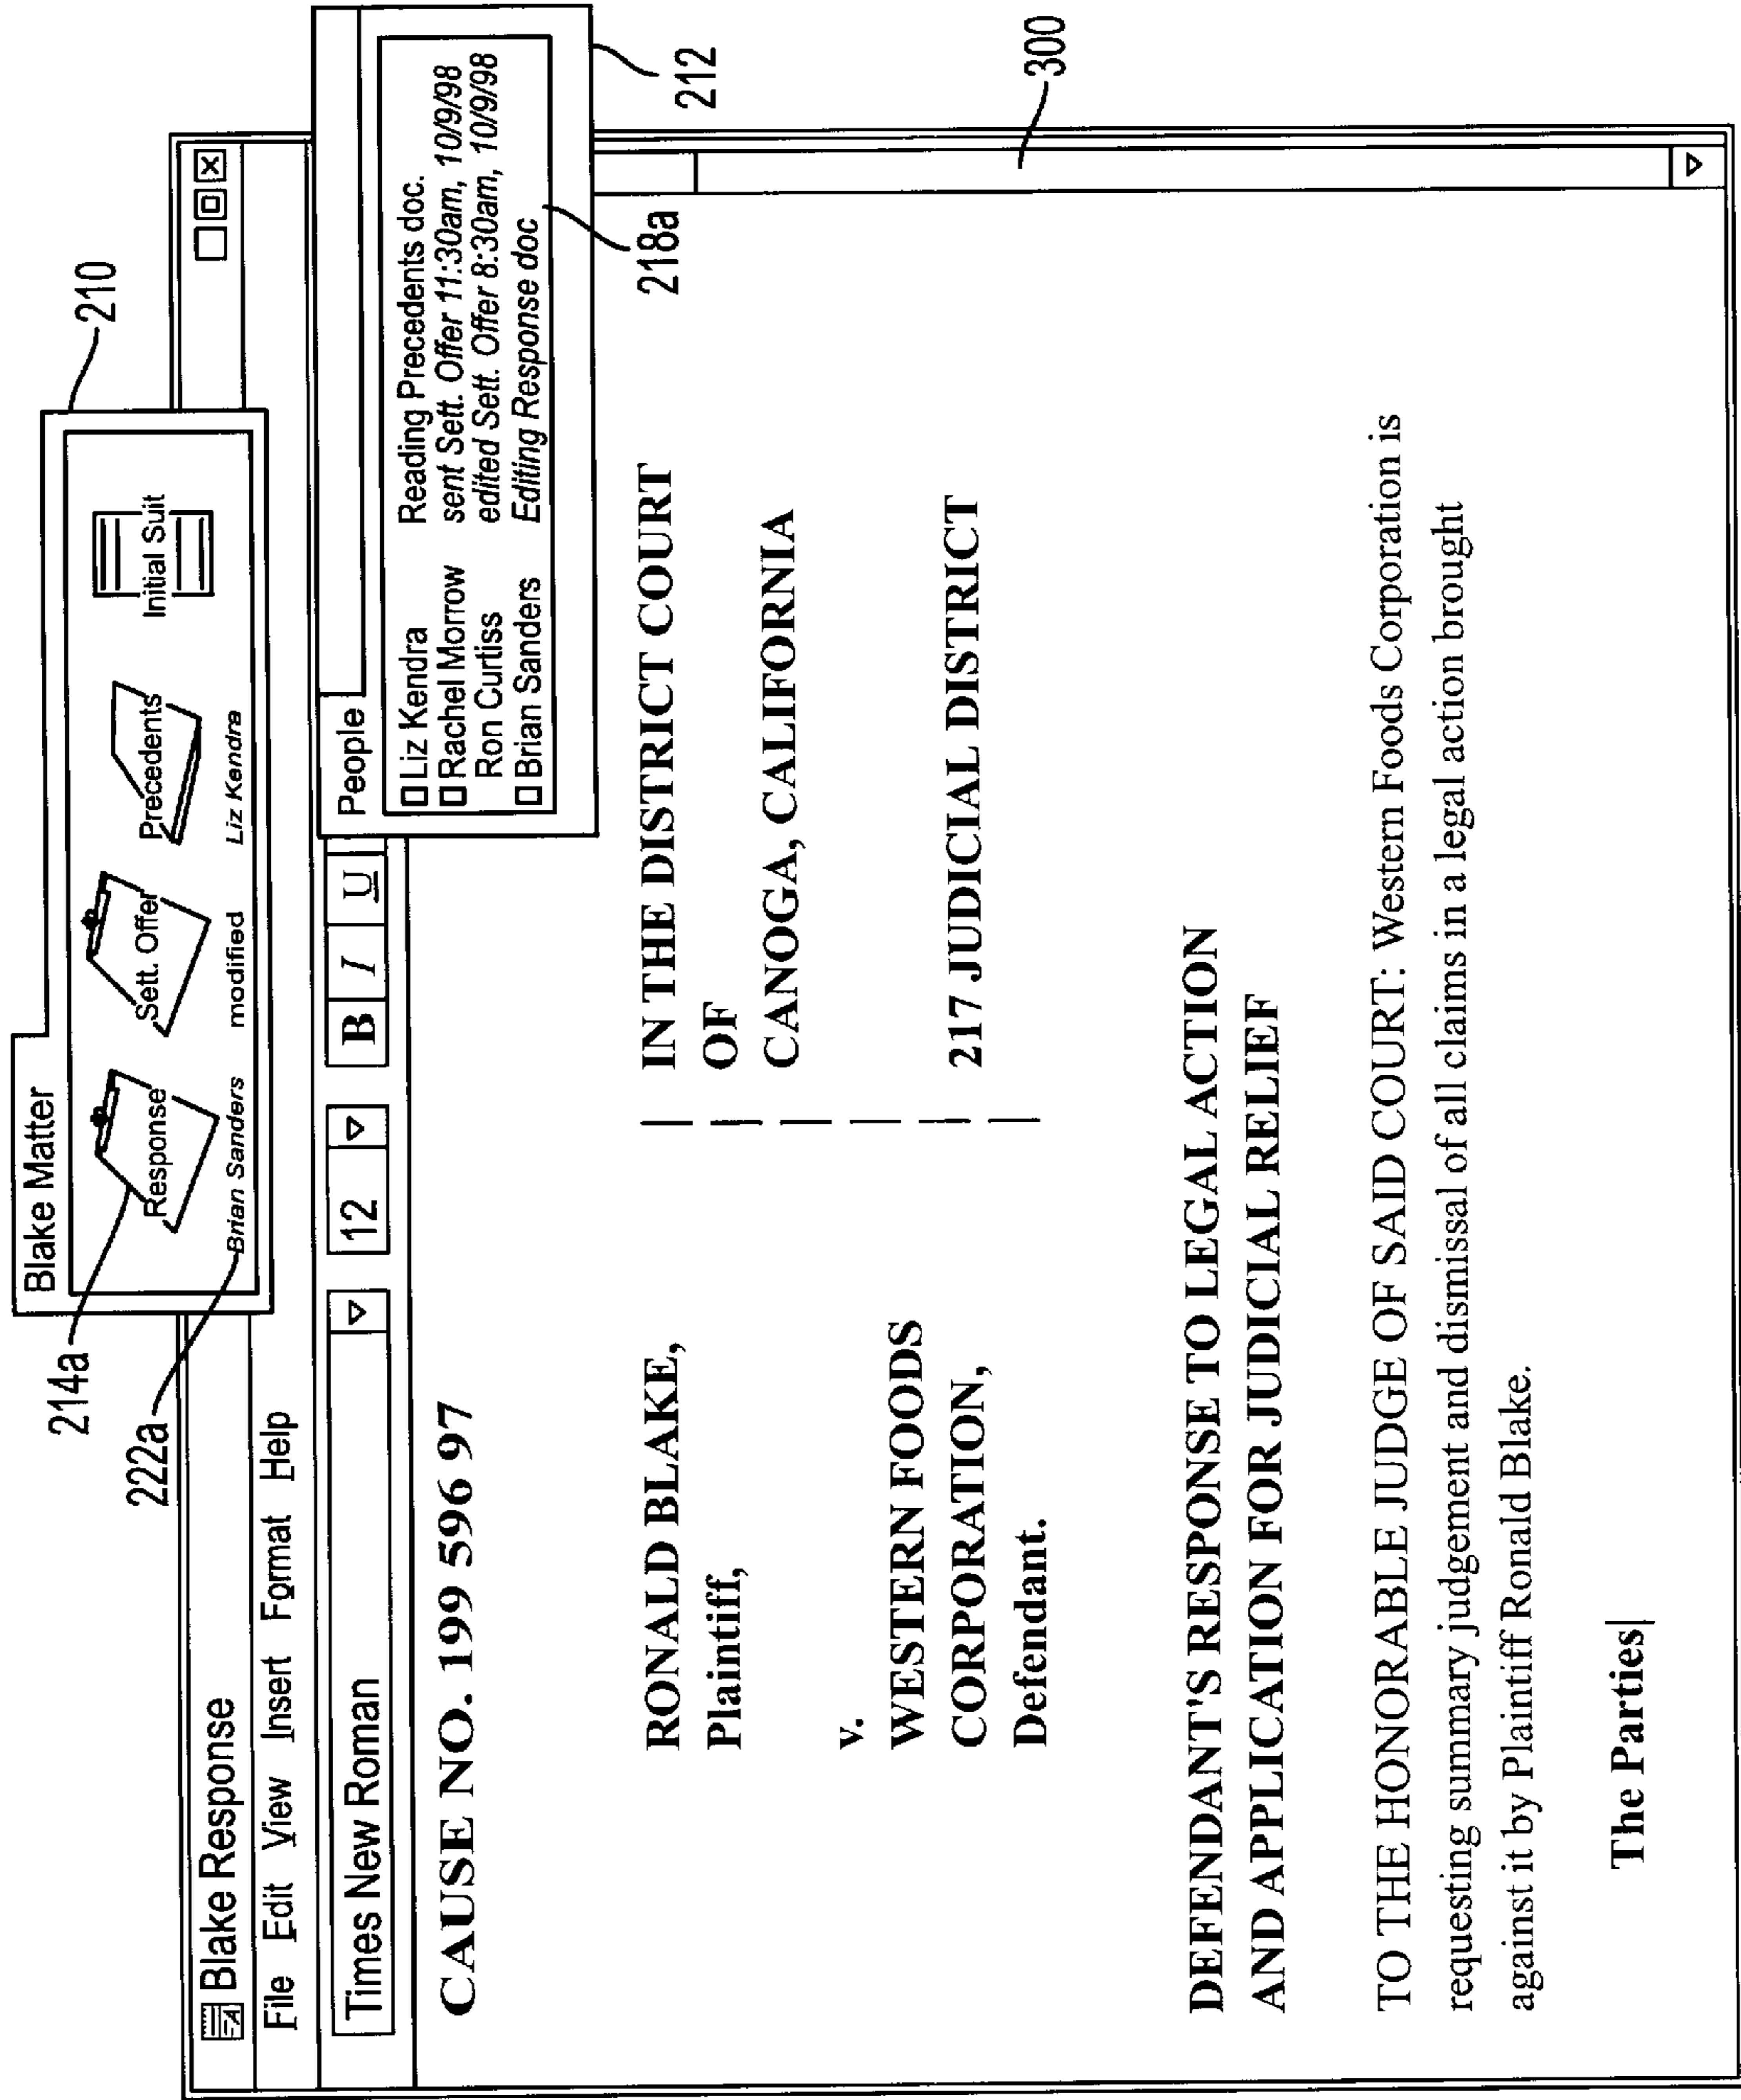 Blake Matter
210
214a
222a
Response
Sett. Offer
Precedents
Initial Suit
Brian Sanders
modified
Liz Kendra
Blake Response
File Edit View Insert Format Help
Times New Roman
12
B I U
People
Liz Kendra Reading Precedents doc.
Rachel Morrow sent Sett. Offer 11:30am, 10/9/98
Ron Curtiss edited Sett. Offer 8:30am, 10/9/98
Brian Sanders Editing Response doc
212
218a
300
CAUSE NO. 199 596 97
RONALD BLAKE,
Plaintiff,
v.
WESTERN FOODS
CORPORATION,
Defendant.
IN THE DISTRICT COURT
OF
CANOGA, CALIFORNIA
217 JUDICIAL DISTRICT
DEFENDANT'S RESPONSE TO LEGAL ACTION
AND APPLICATION FOR JUDICIAL RELIEF
TO THE HONORABLE JUDGE OF SAID COURT: Western Foods Corporation is
requesting summary judgement and dismissal of all claims in a legal action brought
against it by Plaintiff Ronald Blake.
The Parties